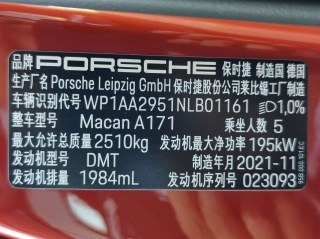 品牌 PORSCHE 保时捷 制造国 德国
生产厂名 Porsche Leipzig GmbH 保时捷股份公司莱比锡工厂制造
车辆识别代号 WP1AA2951NLB01161 1,0%
整车型号 Macan A171 乘坐人数 5
最大允许总质量 2510kg 发动机最大净功率 195kW
发动机型号 DMT 制造年月 2021-11
发动机排量 1984mL 发动机序列号 023093
95B 000 101 EC